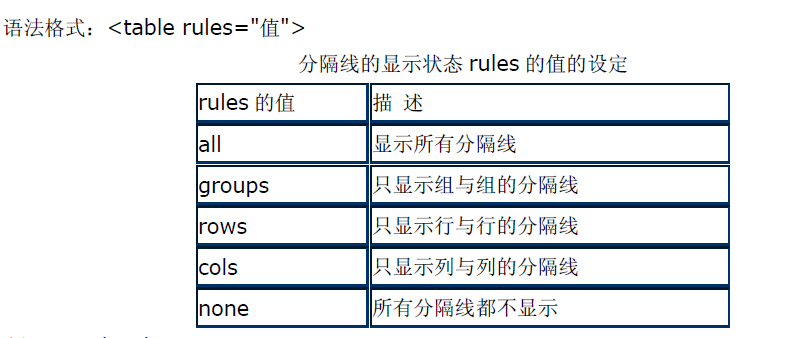 语法格式：<table rules="值">
分隔线的显示状态 rules 的值的设定
rules 的值 描 述
all 显示所有分隔线
groups 只显示组与组的分隔线
rows 只显示行与行的分隔线
cols 只显示列与列的分隔线
none 所有分隔线都不显示